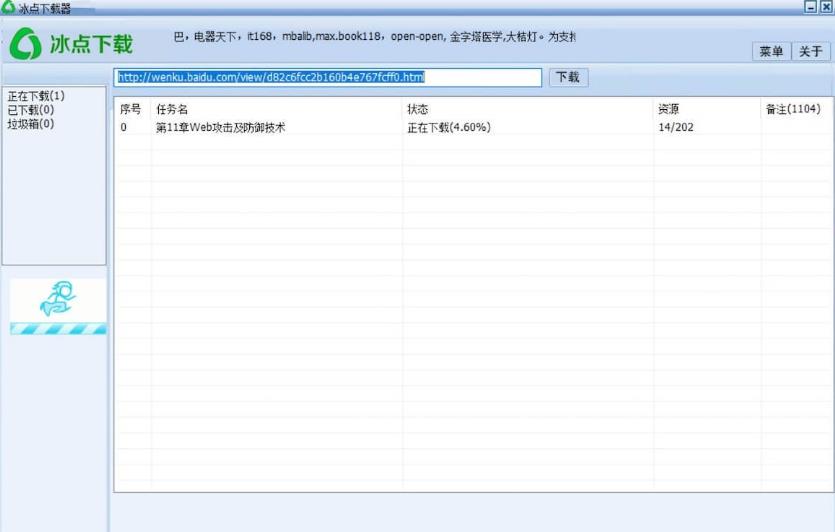 冰点下载器
冰点下载
巴，电器天下，it168，mbalib,max.book118，open-open, 金字塔医学,大桔灯。为支持
菜单 关于
http://wenku.baidu.com/view/d82c6fcc2b160b4e767fcff0.html 下载
正在下载(1)
已下载(0)
垃圾箱(0)
序号 任务名 状态 资源 备注(1104)
0 第11章Web攻击及防御技术 正在下载(4.60%) 14/202